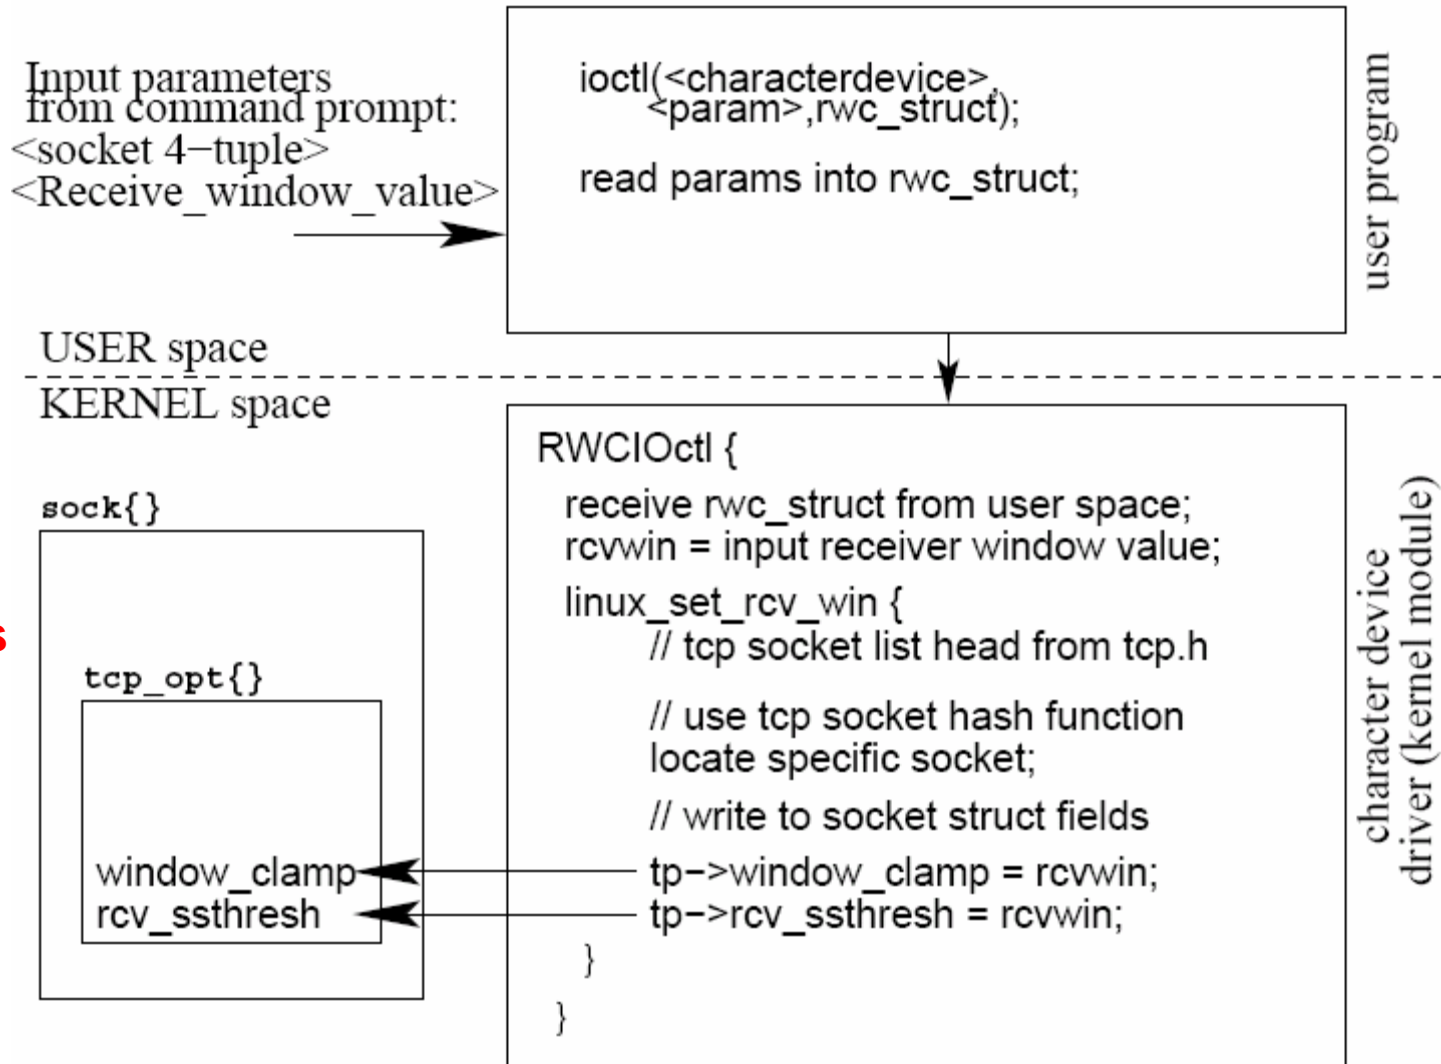 Input parameters
from command prompt:
<socket 4−tuple>
<Receive_window_value>
ioctl(<characterdevice>,
<param>,rwc_struct);
read params into rwc_struct;
user program
USER space
KERNEL space
sock{}
s
tcp_opt{}
window_clamp
rcv_ssthresh
RWCIOctl {
receive rwc_struct from user space;
rcvwin = input receiver window value;
linux_set_rcv_win {
// tcp socket list head from tcp.h
// use tcp socket hash function
locate specific socket;
// write to socket struct fields
tp−>window_clamp = rcvwin;
tp−>rcv_ssthresh = rcvwin;
}
}
character device
driver (kernel module)